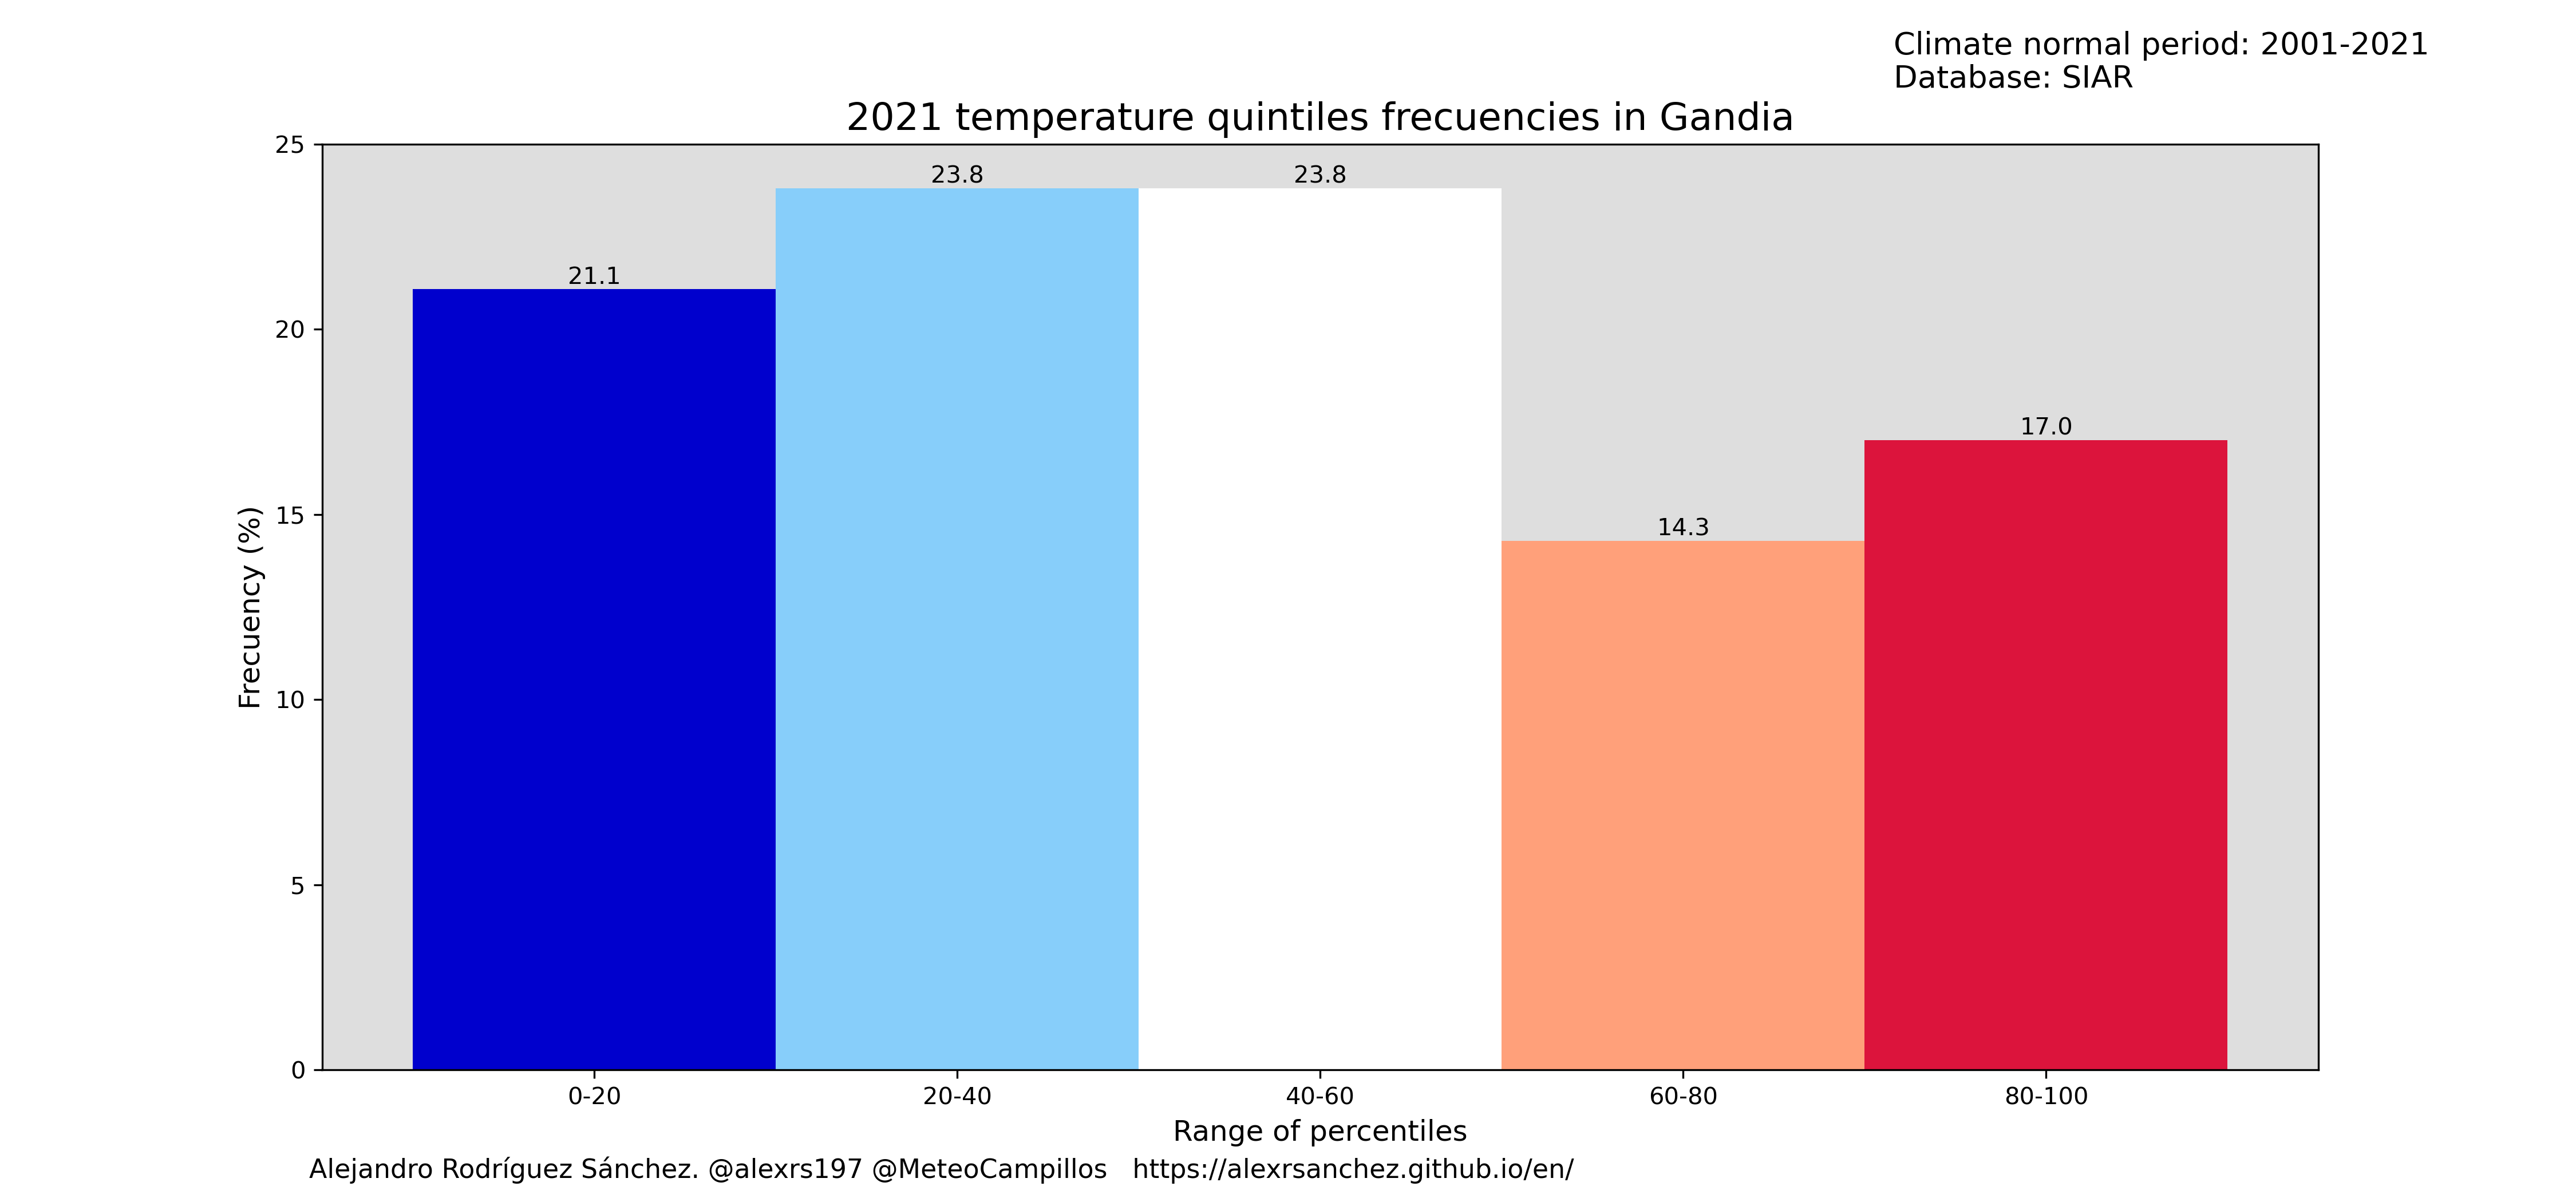 Climate normal period: 2001-2021
Database: SIAR
2021 temperature quintiles frecuencies in Gandia
25
20
15
10
5
0
Frecuency (%)
21.1
23.8
23.8
14.3
17.0
0-20
20-40
40-60
60-80
80-100
Range of percentiles
Alejandro Rodríguez Sánchez. @alexrs197 @MeteoCampillos   https://alexrsanchez.github.io/en/